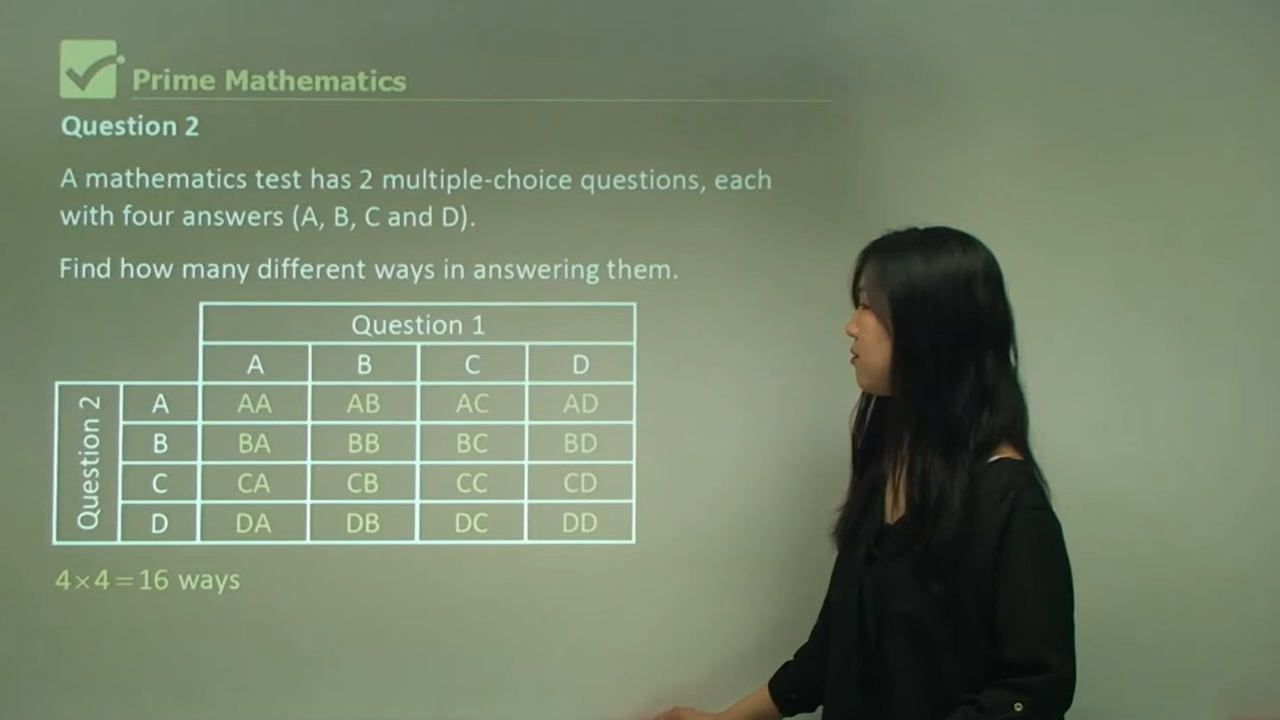 Prime Mathematics
Question 2
A mathematics test has 2 multiple-choice questions, each
with four answers (A, B, C and D).
Find how many different ways in answering them.
Question 1
A B C D
Question 2
A AA AB AC AD
B BA BB BC BD
C CA CB CC CD
D DA DB DC DD
4×4=16 ways